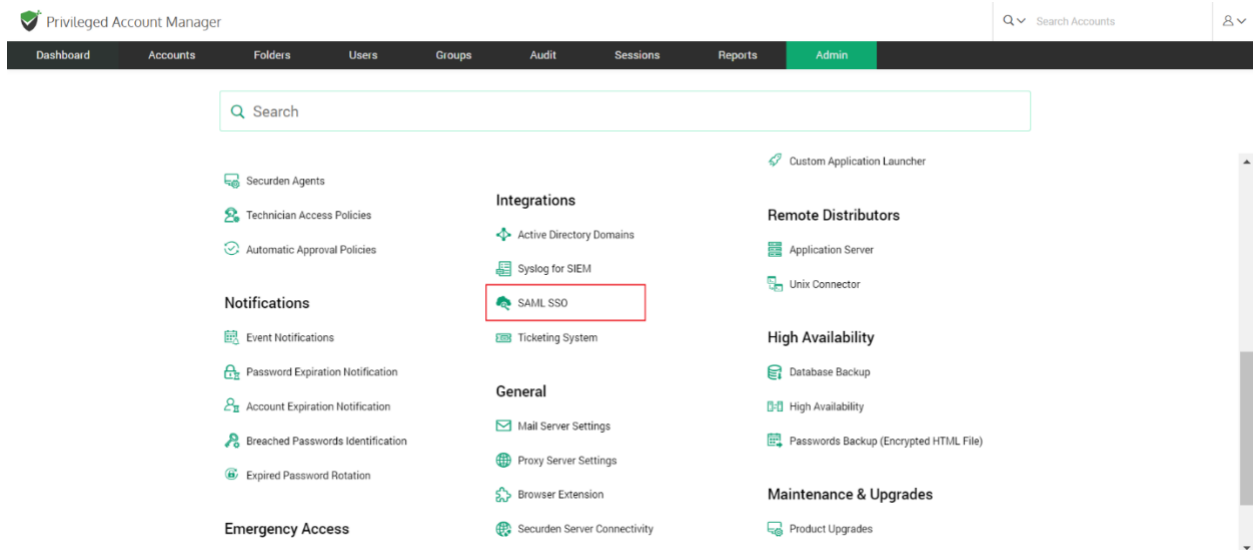 Privileged Account Manager
Search Accounts
Dashboard Accounts Folders Users Groups Audit Sessions Reports Admin
Search
Securden Agents
Technician Access Policies
Automatic Approval Policies
Notifications
Event Notifications
Password Expiration Notification
Account Expiration Notification
Breached Passwords Identification
Expired Password Rotation
Emergency Access
Integrations
Active Directory Domains
Syslog for SIEM
SAML SSO
Ticketing System
General
Mail Server Settings
Proxy Server Settings
Browser Extension
Securden Server Connectivity
Custom Application Launcher
Remote Distributors
Application Server
Unix Connector
High Availability
Database Backup
High Availability
Passwords Backup (Encrypted HTML File)
Maintenance & Upgrades
Product Upgrades